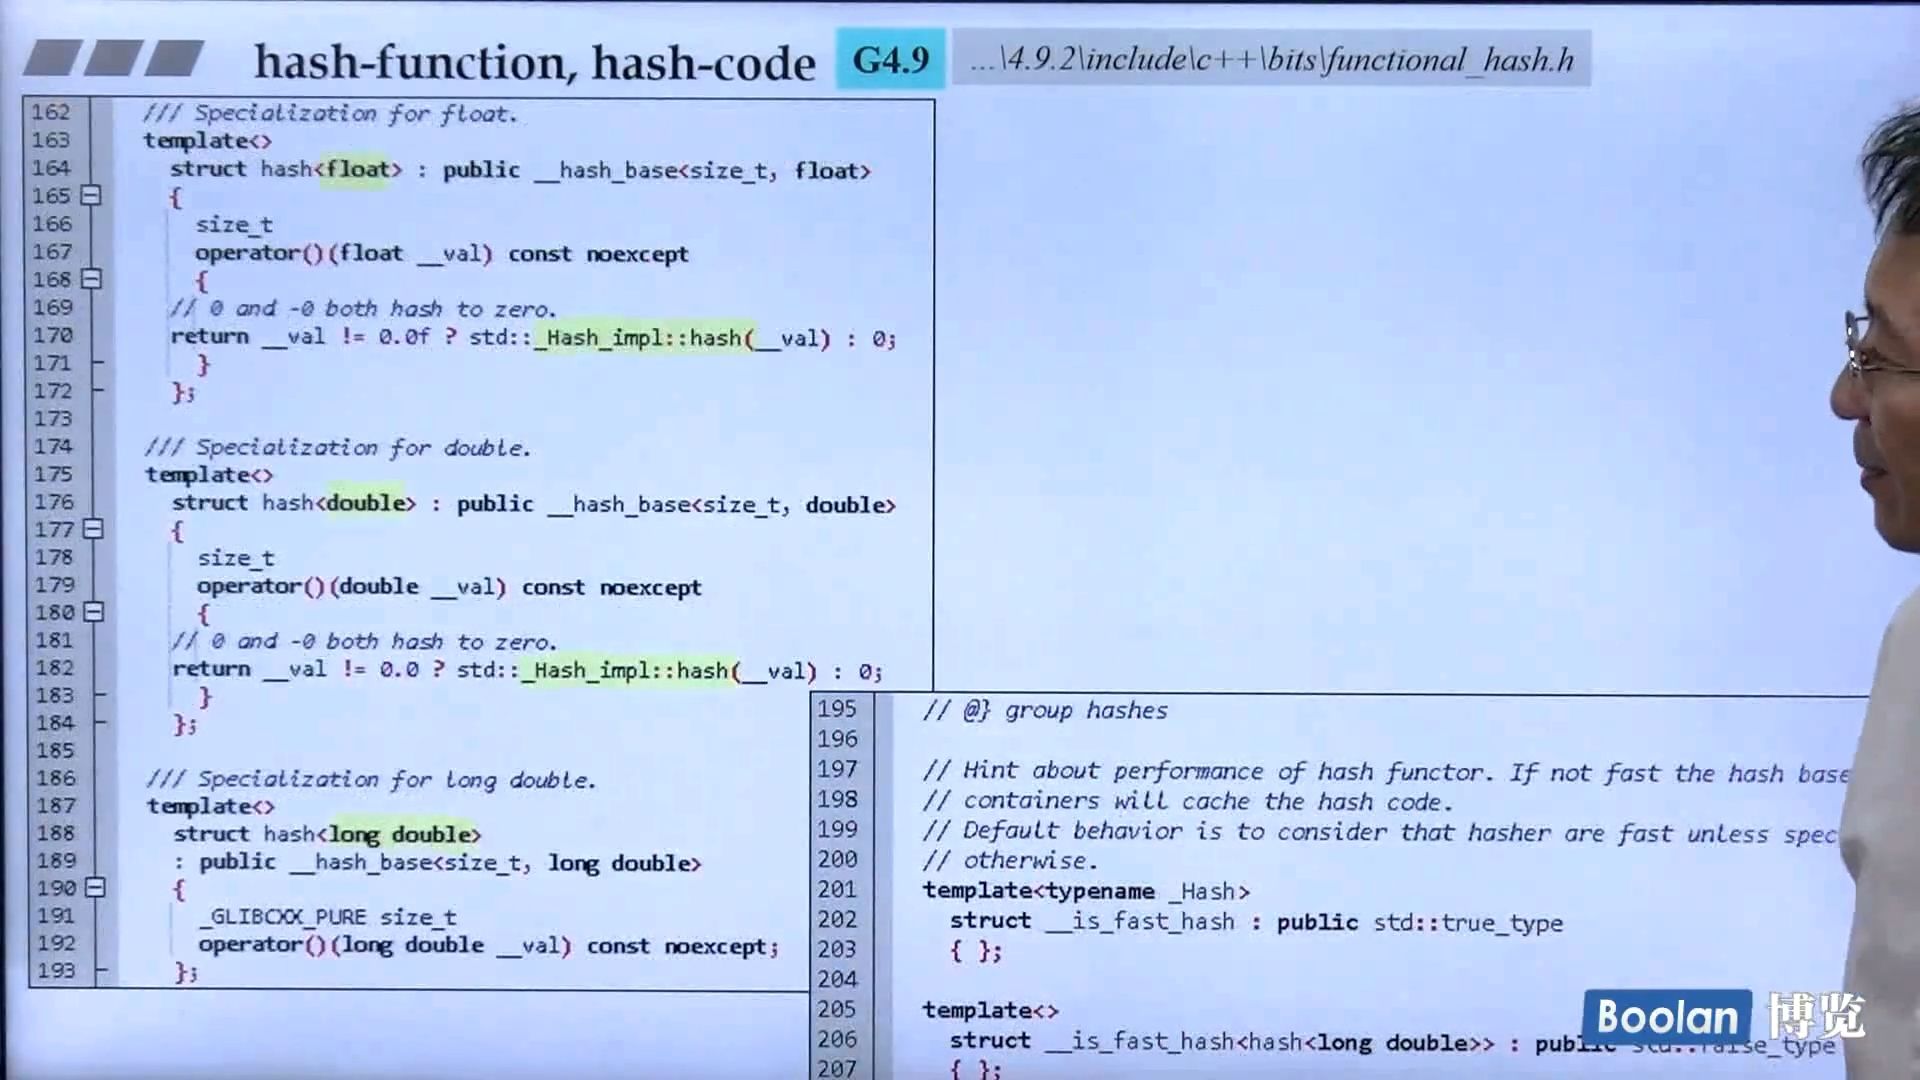 hash-function, hash-code G4.9 ...\4.9.2\include\c++\bits\functional_hash.h
162 /// Specialization for float.
163 template<>
164 struct hash<float> : public __hash_base<size_t, float>
165 {
166 size_t
167 operator()(float __val) const noexcept
168 {
169 // 0 and -0 both hash to zero.
170 return __val != 0.0f ? std::_Hash_impl::hash(__val) : 0;
171 }
172 };
173
174 /// Specialization for double.
175 template<>
176 struct hash<double> : public __hash_base<size_t, double>
177 {
178 size_t
179 operator()(double __val) const noexcept
180 {
181 // 0 and -0 both hash to zero.
182 return __val != 0.0 ? std::_Hash_impl::hash(__val) : 0;
183 }
184 };
185
186 /// Specialization for long double.
187 template<>
188 struct hash<long double>
189 : public __hash_base<size_t, long double>
190 {
191 _GLIBCXX_PURE size_t
192 operator()(long double __val) const noexcept;
193 };
195 // @} group hashes
196
197 // Hint about performance of hash functor. If not fast the hash base
198 // containers will cache the hash code.
199 // Default behavior is to consider that hasher are fast unless spec
200 // otherwise.
201 template<typename _Hash>
202 struct __is_fast_hash : public std::true_type
203 { };
204
205 template<>
206 struct __is_fast_hash<hash<long double>> : public std::false_type
207 { };
Boolan 博览